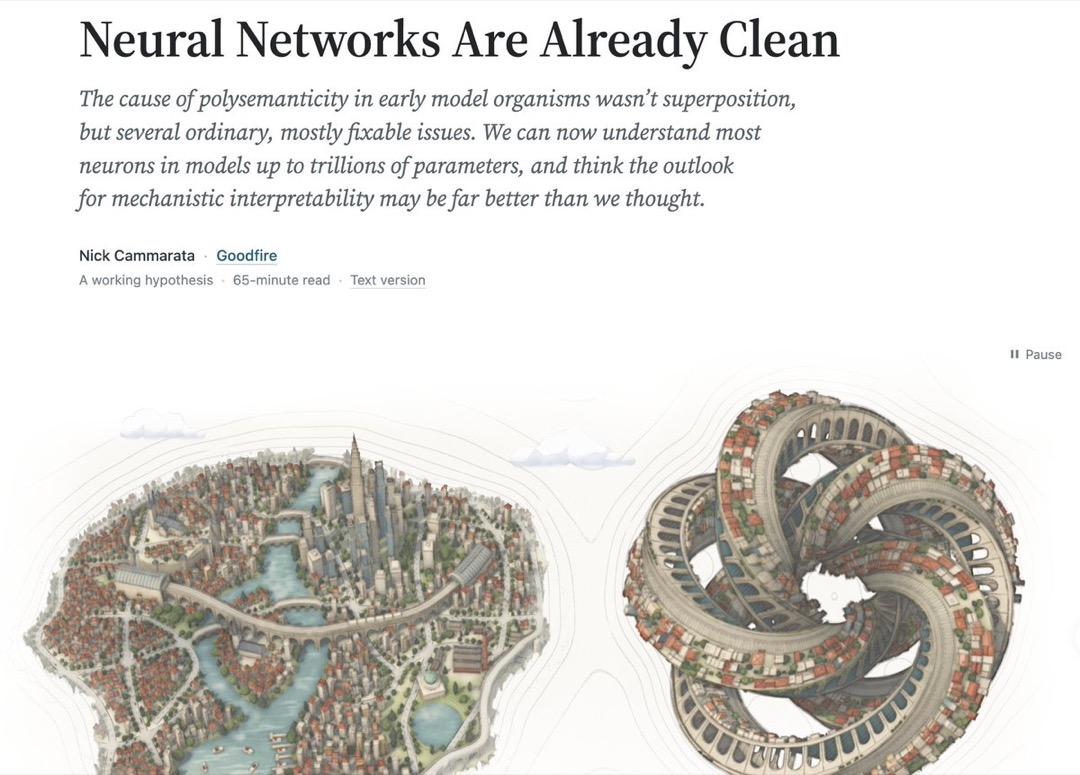 Neural Networks Are Already Clean
The cause of polysemanticity in early model organisms wasn’t superposition,
but several ordinary, mostly fixable issues. We can now understand most
neurons in models up to trillions of parameters, and think the outlook
for mechanistic interpretability may be far better than we thought.
Nick Cammarata · Goodfire
A working hypothesis · 65-minute read · Text version
Pause